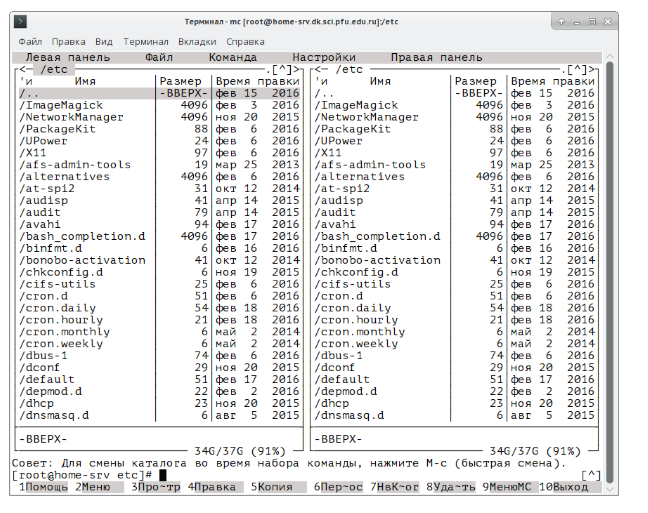 Терминал - mc [root@home-srv.dk.sci.pfu.edu.ru]:/etc
Файл Правка Вид Терминал Вкладки Справка
Левая панель Файл Команда Настройки Правая панель
<— /etc .[^]> <— /etc .[^]>
'и Имя Размер Время правки 'и Имя Размер Время правки
/.. -ВВЕРХ- фев 15 2016 /.. -ВВЕРХ- фев 15 2016
/ImageMagick 4096 фев 3 2016 /ImageMagick 4096 фев 3 2016
/NetworkManager 4096 ноя 20 2015 /NetworkManager 4096 ноя 20 2015
/PackageKit 88 фев 6 2016 /PackageKit 88 фев 6 2016
/UPower 24 фев 6 2016 /UPower 24 фев 6 2016
/X11 97 фев 6 2016 /X11 97 фев 6 2016
/afs-admin-tools 19 мар 25 2013 /afs-admin-tools 19 мар 25 2013
/alternatives 4096 фев 6 2016 /alternatives 4096 фев 6 2016
/at-spi2 31 окт 12 2014 /at-spi2 31 окт 12 2014
/audisp 41 апр 14 2015 /audisp 41 апр 14 2015
/audit 79 апр 14 2015 /audit 79 апр 14 2015
/avahi 94 фев 17 2016 /avahi 94 фев 17 2016
/bash_completion.d 4096 фев 17 2016 /bash_completion.d 4096 фев 17 2016
/binfmt.d 6 фев 16 2016 /binfmt.d 6 фев 16 2016
/bonobo-activation 41 окт 12 2014 /bonobo-activation 41 окт 12 2014
/chkconfig.d 6 ноя 19 2015 /chkconfig.d 6 ноя 19 2015
/cifs-utils 25 фев 6 2016 /cifs-utils 25 фев 6 2016
/cron.d 51 фев 6 2016 /cron.d 51 фев 6 2016
/cron.daily 54 фев 18 2016 /cron.daily 54 фев 18 2016
/cron.hourly 21 фев 18 2016 /cron.hourly 21 фев 18 2016
/cron.monthly 6 май 2 2014 /cron.monthly 6 май 2 2014
/cron.weekly 6 май 2 2014 /cron.weekly 6 май 2 2014
/dbus-1 74 фев 6 2016 /dbus-1 74 фев 6 2016
/dconf 29 ноя 20 2015 /dconf 29 ноя 20 2015
/default 51 фев 17 2016 /default 51 фев 17 2016
/depmod.d 22 фев 2 2016 /depmod.d 22 фев 2 2016
/dhcp 23 ноя 20 2015 /dhcp 23 ноя 20 2015
/dnsmasq.d 6 авг 5 2015 /dnsmasq.d 6 авг 5 2015
-ВВЕРХ- -ВВЕРХ-
34G/37G (91%) 34G/37G (91%)
Совет: Для смены каталога во время набора команды, нажмите M-c (быстрая смена).
[root@home-srv etc]# [^]
1Помощь 2Меню 3Про~тр 4Правка 5Копия 6Пер~ос 7НвК~ог 8Уда~ть 9МенюМС 10Выход